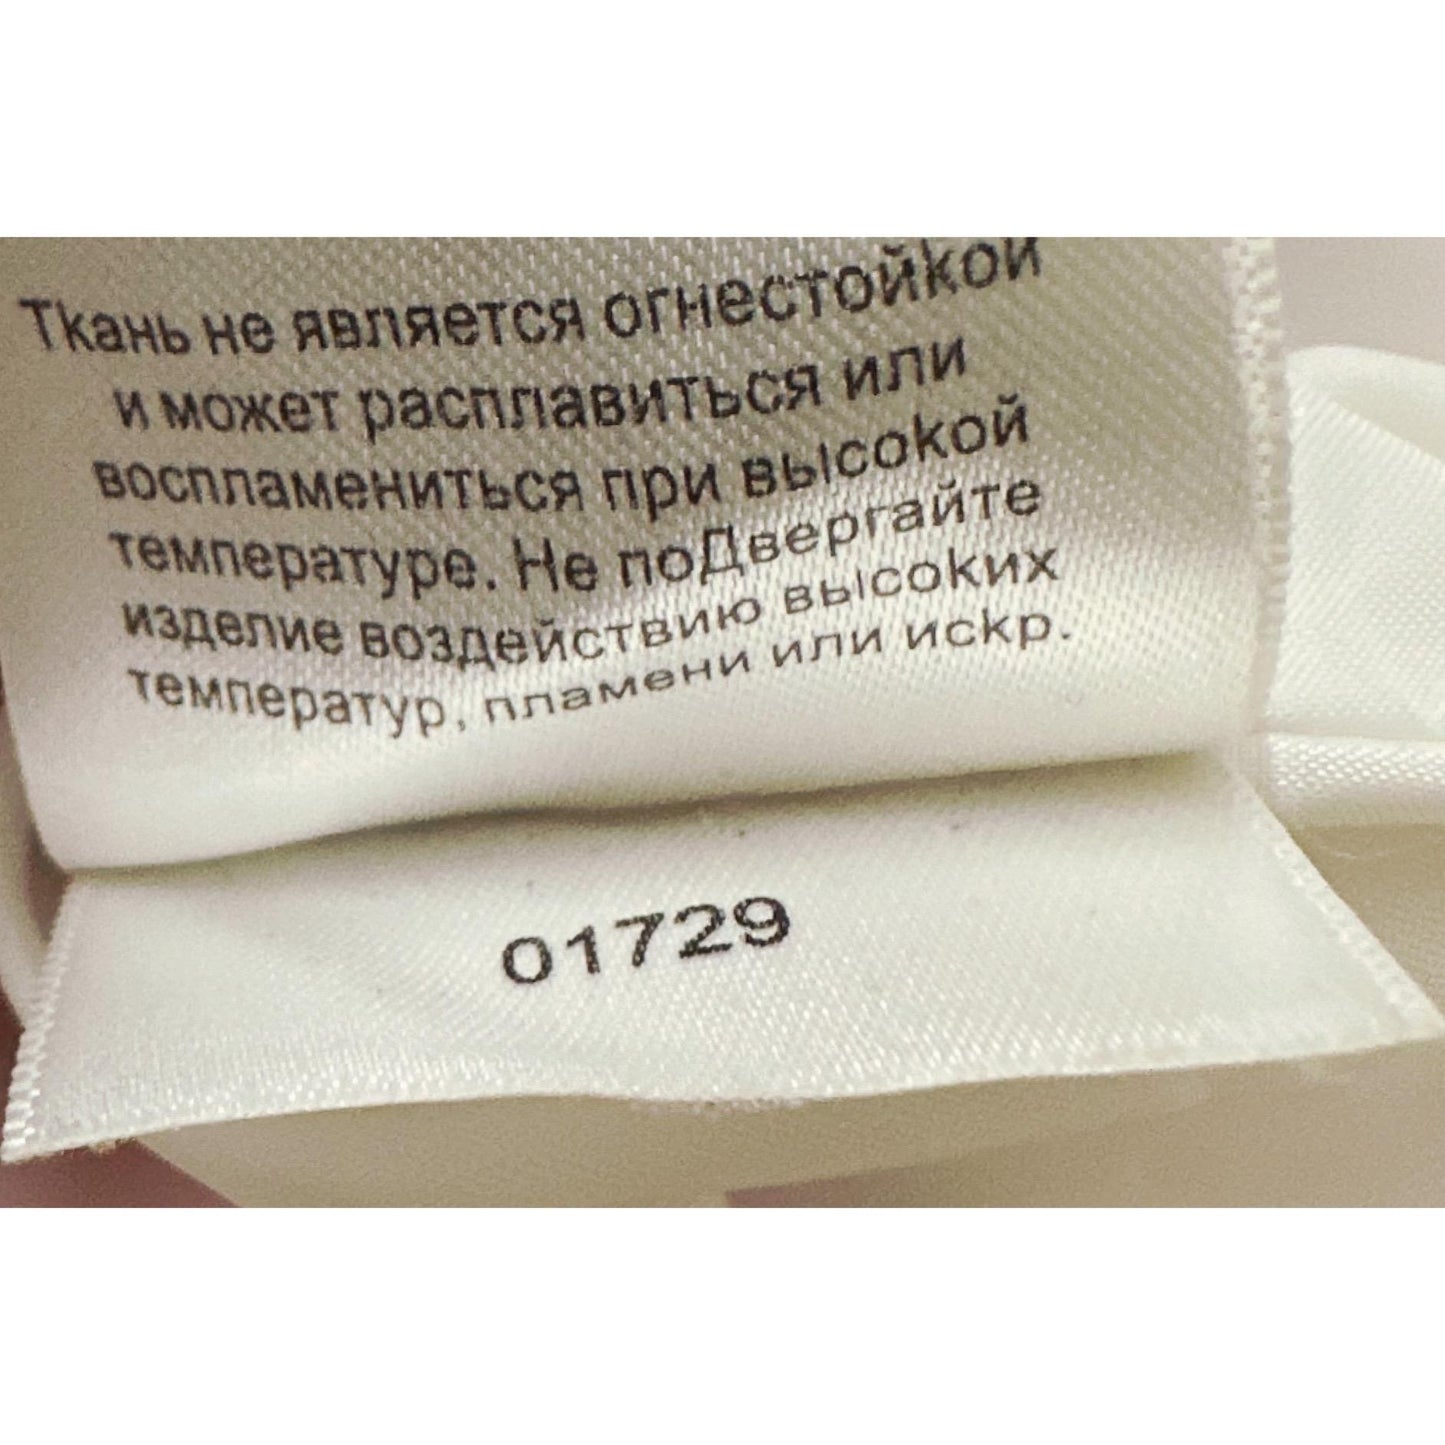 Ткань не является огнестойкой
и может расплавиться или
воспламениться при высокой
температуре. Не поДвергайте
изделие воздействию высоких
температур, пламени или искр.
01729